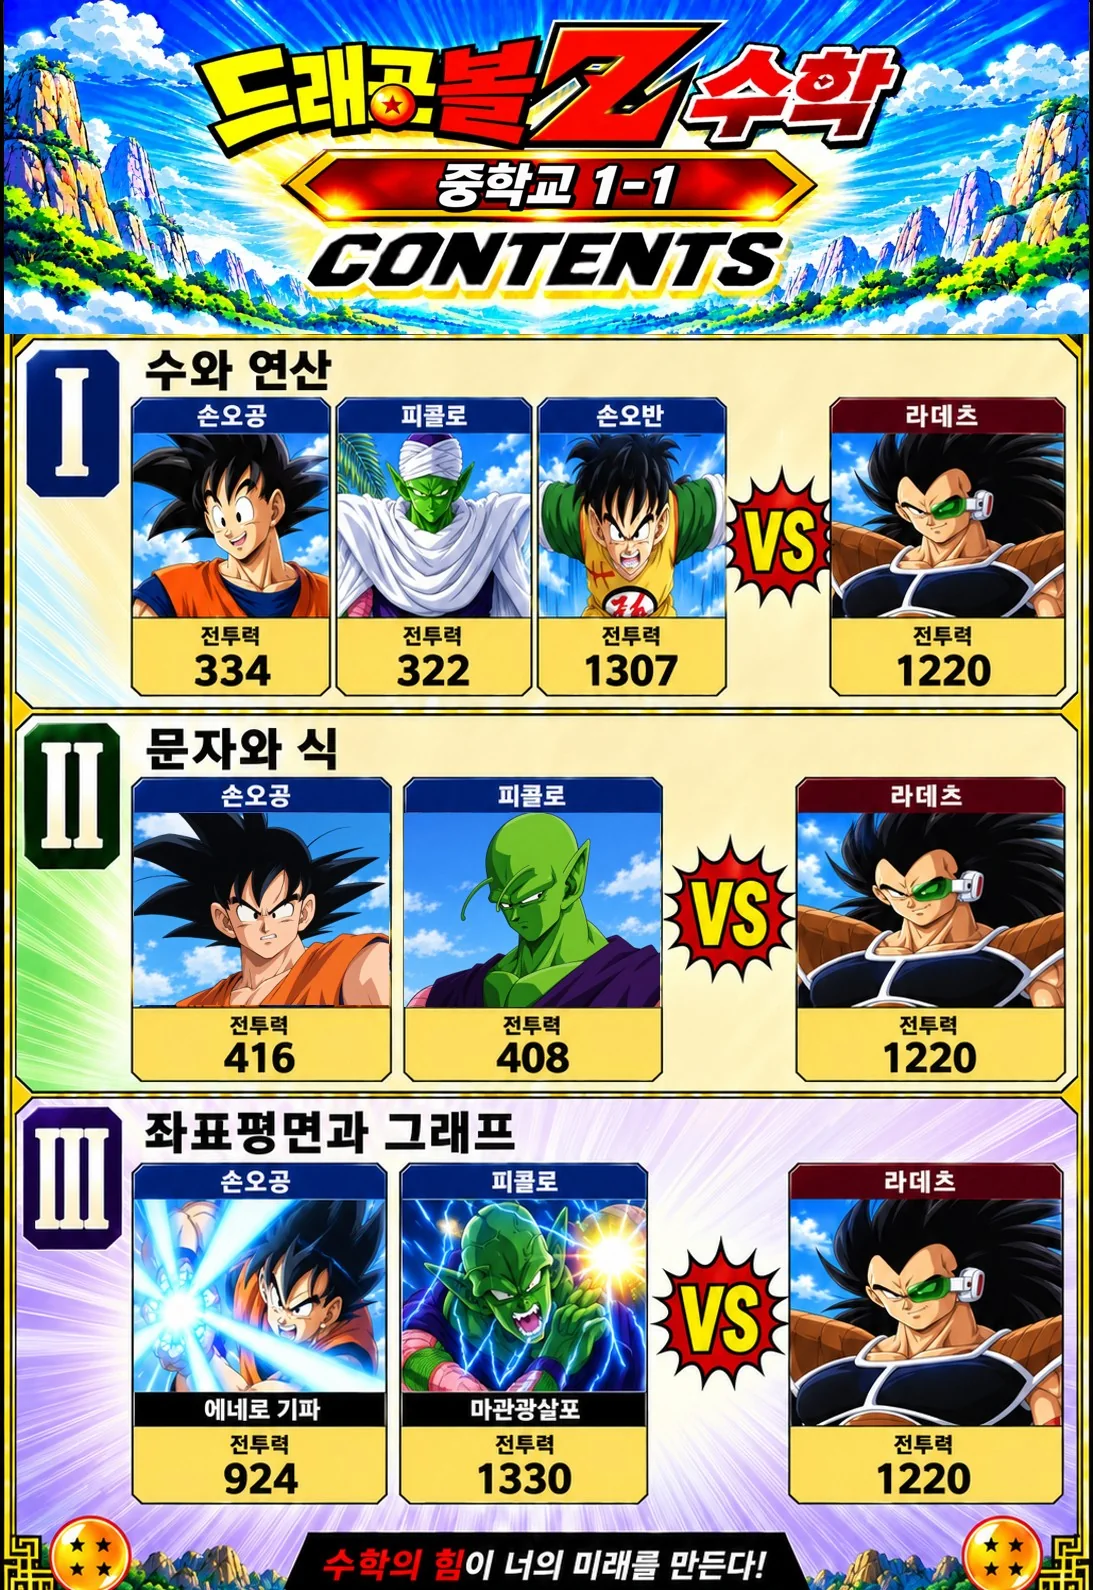 드래곤볼Z 수학
중학교 1-1
CONTENTS
I 수와 연산
손오공 피콜로 손오반 라데츠
VS
전투력 전투력 전투력 전투력
334 322 1307 1220
II 문자와 식
손오공 피콜로 라데츠
VS
전투력 전투력 전투력
416 408 1220
III 좌표평면과 그래프
손오공 피콜로 라데츠
VS
에네로 기파 마관광살포
전투력 전투력 전투력
924 1330 1220
수학의 힘이 너의 미래를 만든다!